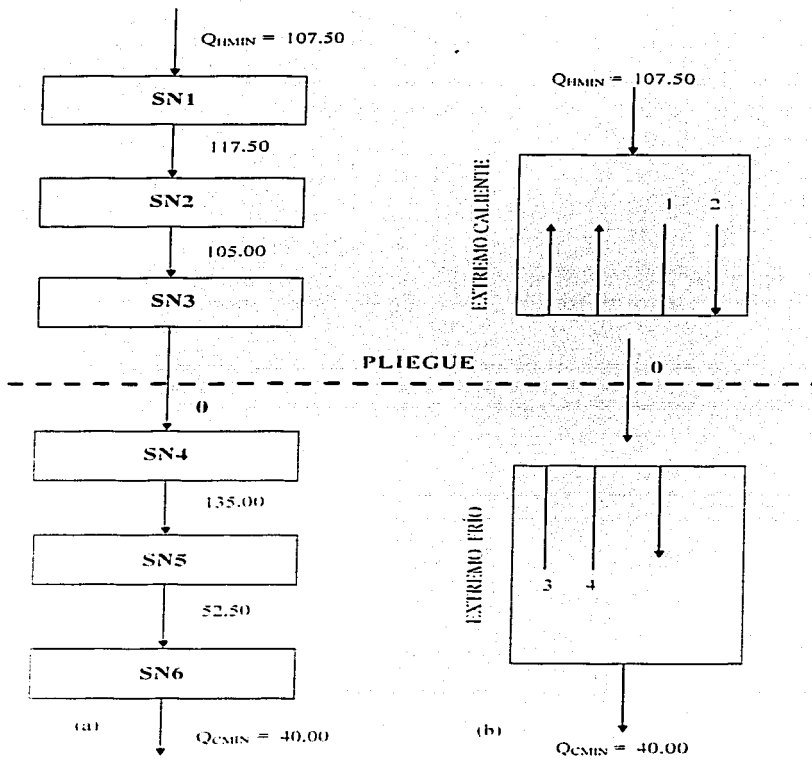 QHMIN = 107.50
SN1
117.50
SN2
105.00
SN3
0
SN4
135.00
SN5
52.50
SN6
(a)
QCMIN = 40.00
PLIEGUE
QHMIN = 107.50
EXTREMO CALIENTE
1 2
0
EXTREMO FRÍO
3 4
(b)
QCMIN = 40.00